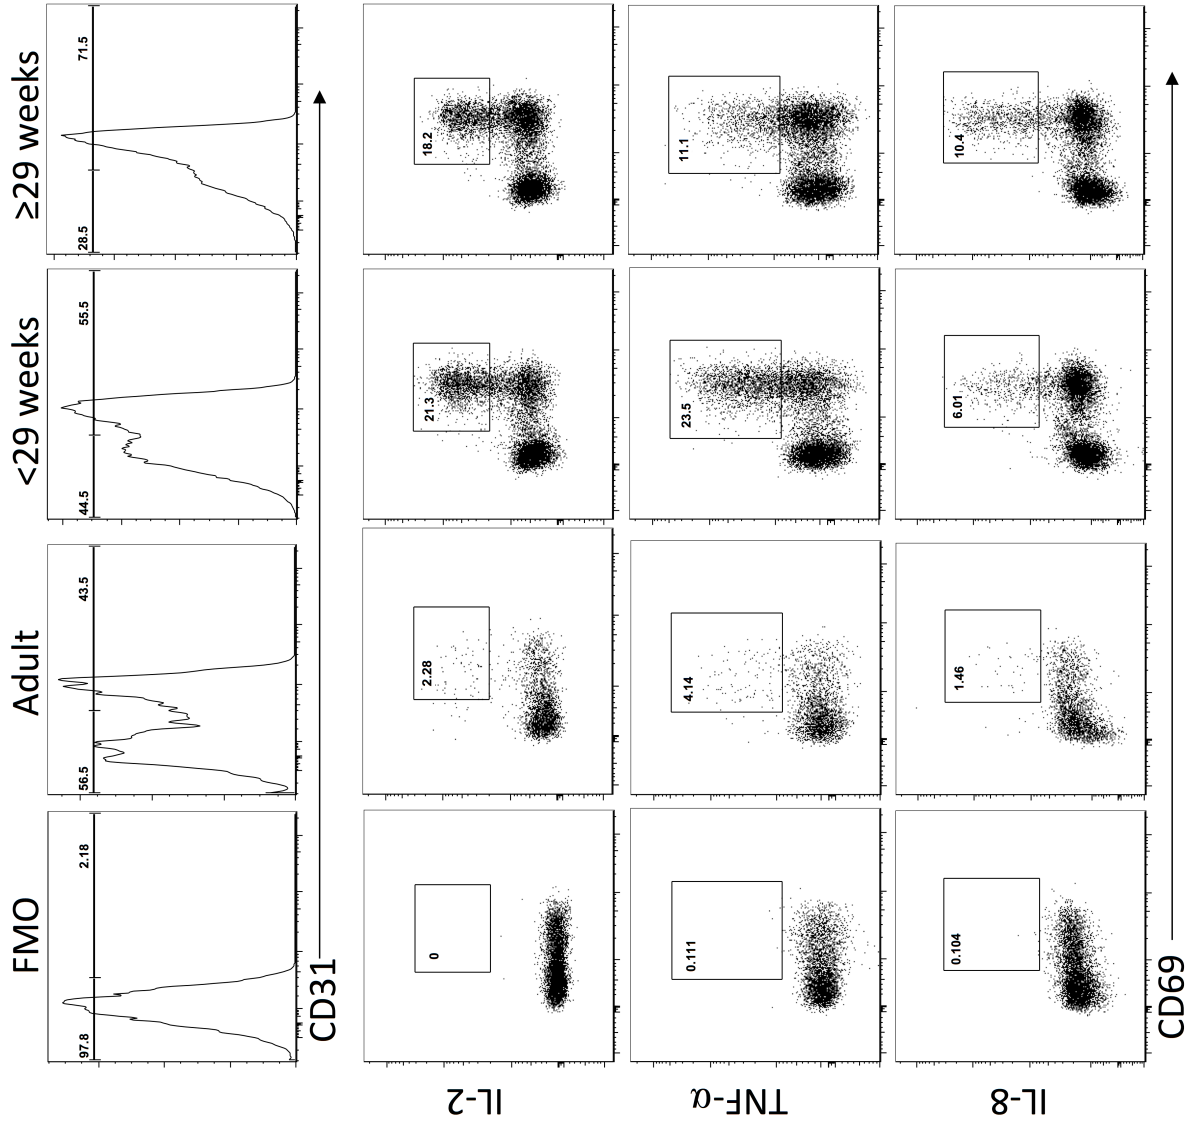 FMO
Adult
<29 weeks
≥29 weeks
97.8 2.18
56.5 43.5
44.5 55.5
28.5 71.5
CD31
IL-2
0
2.28
21.3
18.2
TNF-α
0.111
4.14
23.5
11.1
IL-8
0.104
1.46
6.01
10.4
CD69